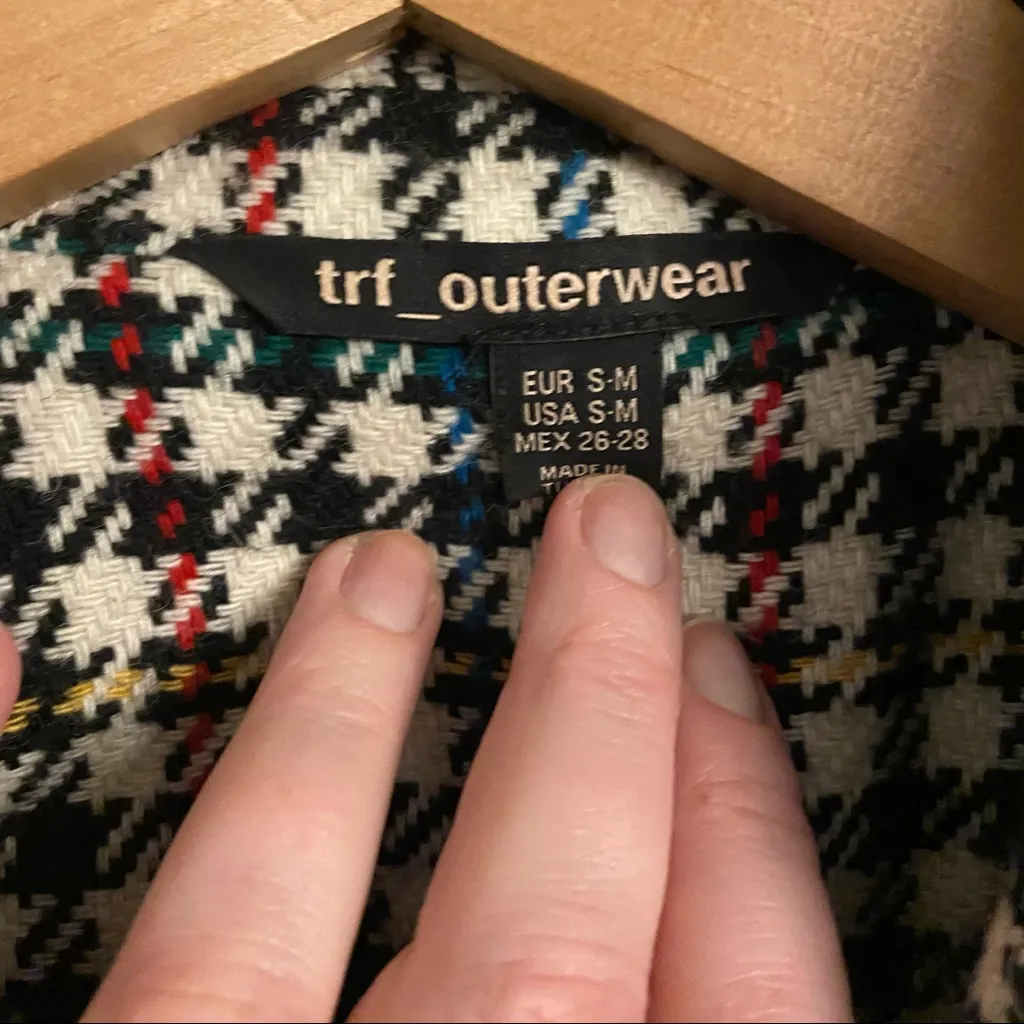 trf_outerwear
EUR S-M
USA S-M
MEX 26-28
MADE IN